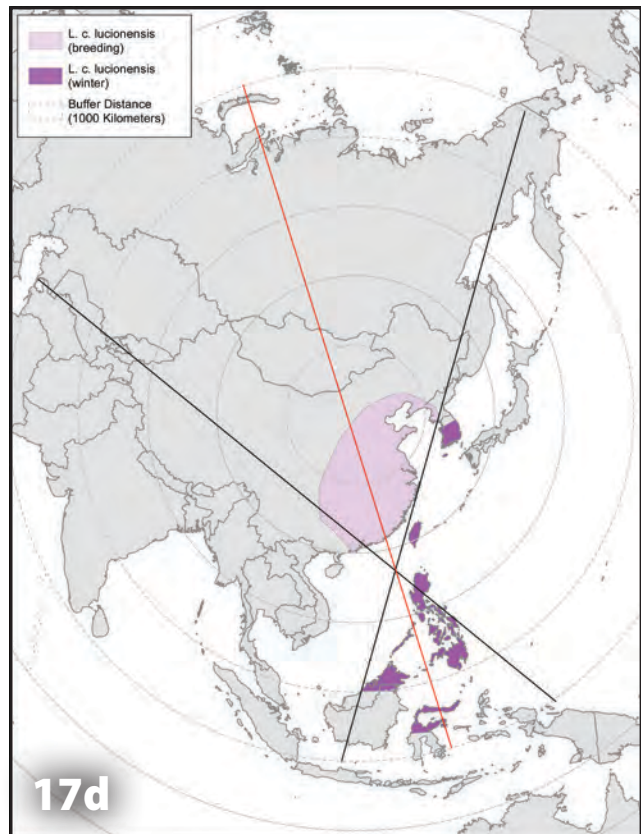 L. c. lucionensis
(breeding)
L. c. lucionensis
(winter)
Buffer Distance
(1000 Kilometers)
17d